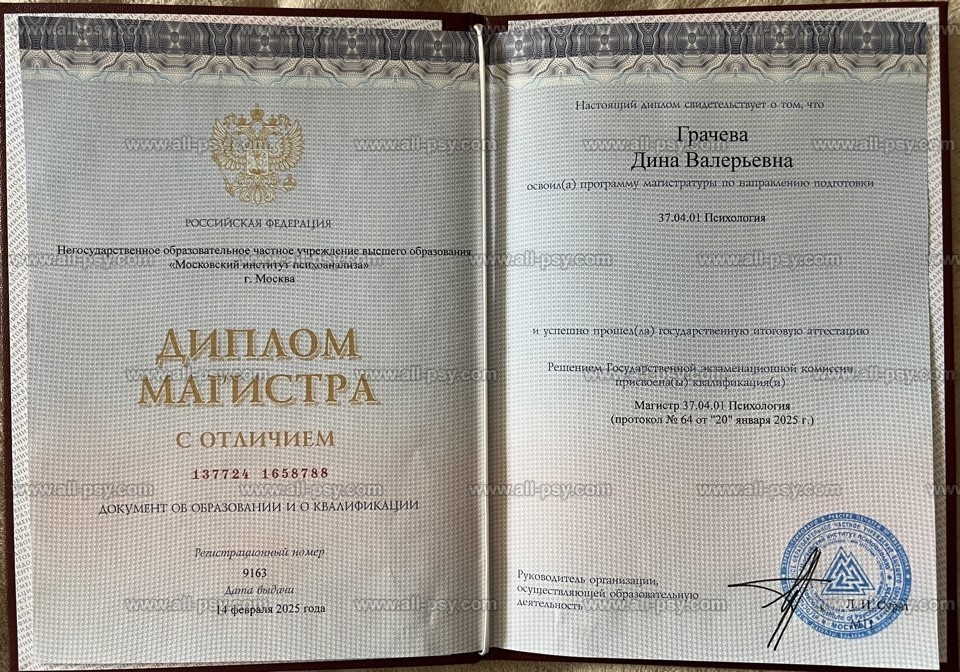 РОССИЙСКАЯ ФЕДЕРАЦИЯ
Негосударственное образовательное частное учреждение высшего образования
«Московский институт психоанализа»
г. Москва
ДИПЛОМ
МАГИСТРА
С ОТЛИЧИЕМ
137724 1658788
ДОКУМЕНТ ОБ ОБРАЗОВАНИИ И О КВАЛИФИКАЦИИ
Регистрационный номер
9163
Дата выдачи
14 февраля 2025 года
Настоящий диплом свидетельствует о том, что
Грачева
Дина Валерьевна
освоил(а) программу магистратуры по направлению подготовки
37.04.01 Психология
и успешно прошел(ла) государственную итоговую аттестацию
Решением Государственной экзаменационной комиссии
присвоена(ы) квалификация(и)
Магистр 37.04.01 Психология
(протокол № 64 от "20" января 2025 г.)
Руководитель организации,
осуществляющей образовательную
деятельность
Л.И. Сурат
М.П.
www.all-psy.com